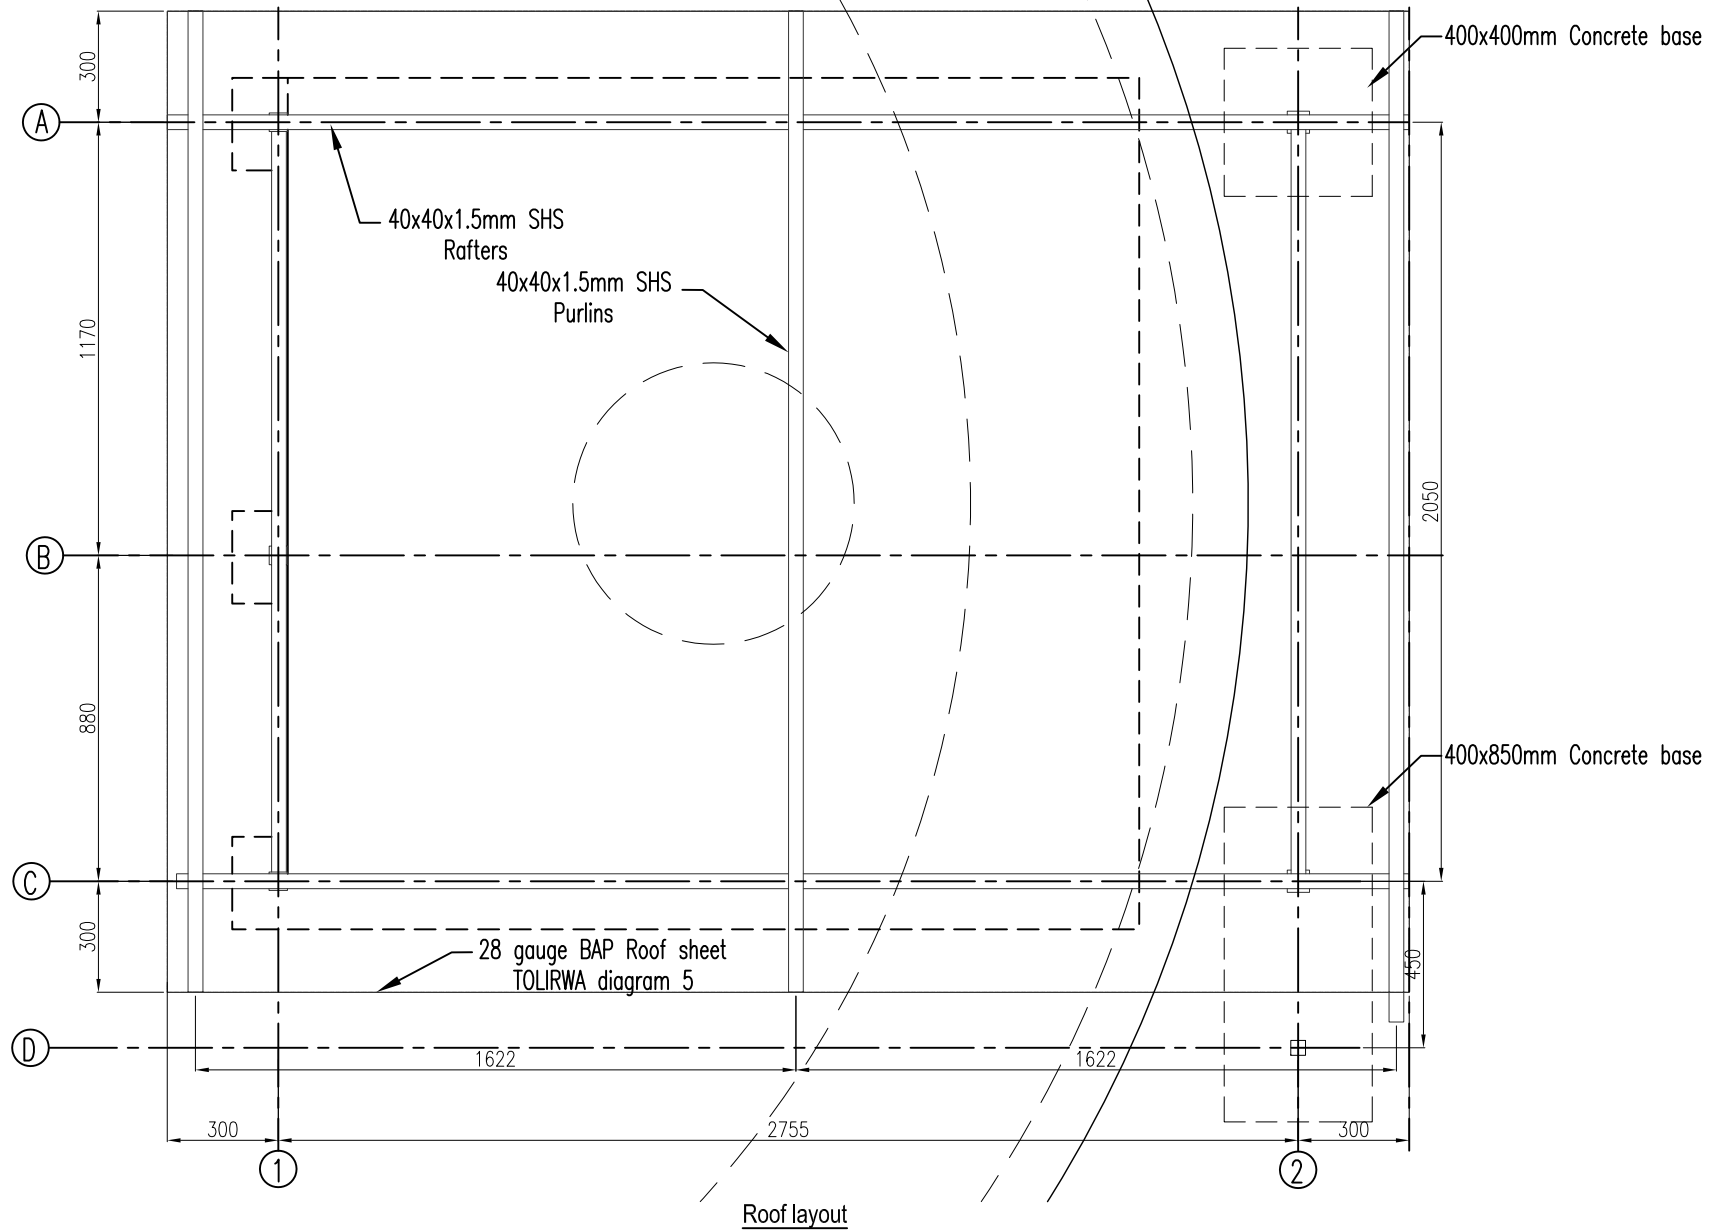 400x400mm Concrete base
300
A
40x40x1.5mm SHS
Rafters
40x40x1.5mm SHS
Purlins
1170
2050
B
880
400x850mm Concrete base
C
300
28 gauge BAP Roof sheet
TOLIRWA diagram 5
450
D
1622
1622
300
2755
300
1
2
Roof layout